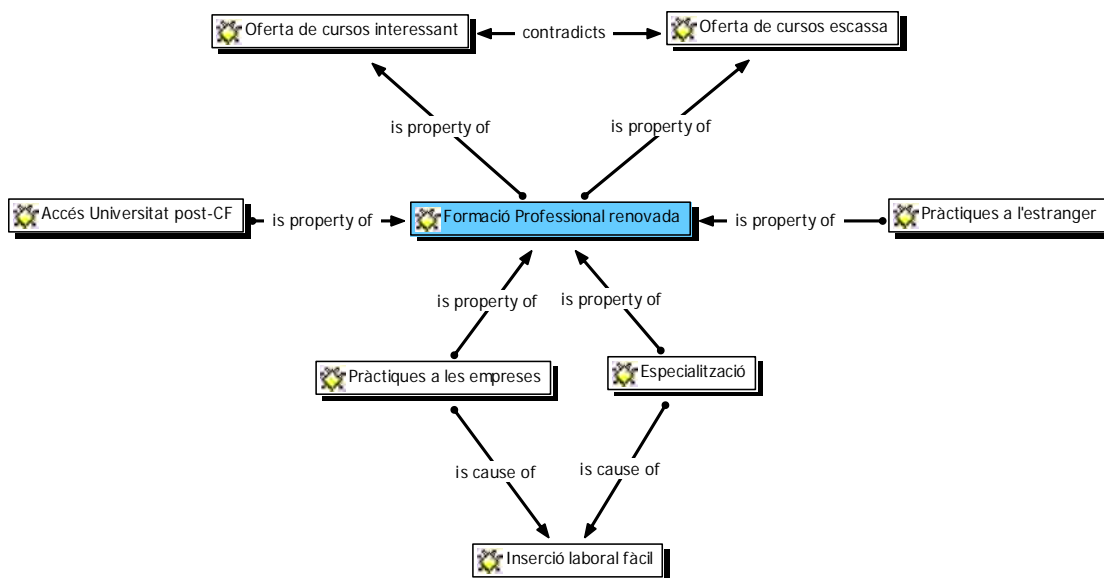 Oferta de cursos interessant
contradicts
Oferta de cursos escassa
is property of
is property of
Accés Universitat post-CF
is property of
Formació Professional renovada
is property of
Pràctiques a l'estranger
is property of
is property of
Pràctiques a les empreses
Especialització
is cause of
is cause of
Inserció laboral fàcil